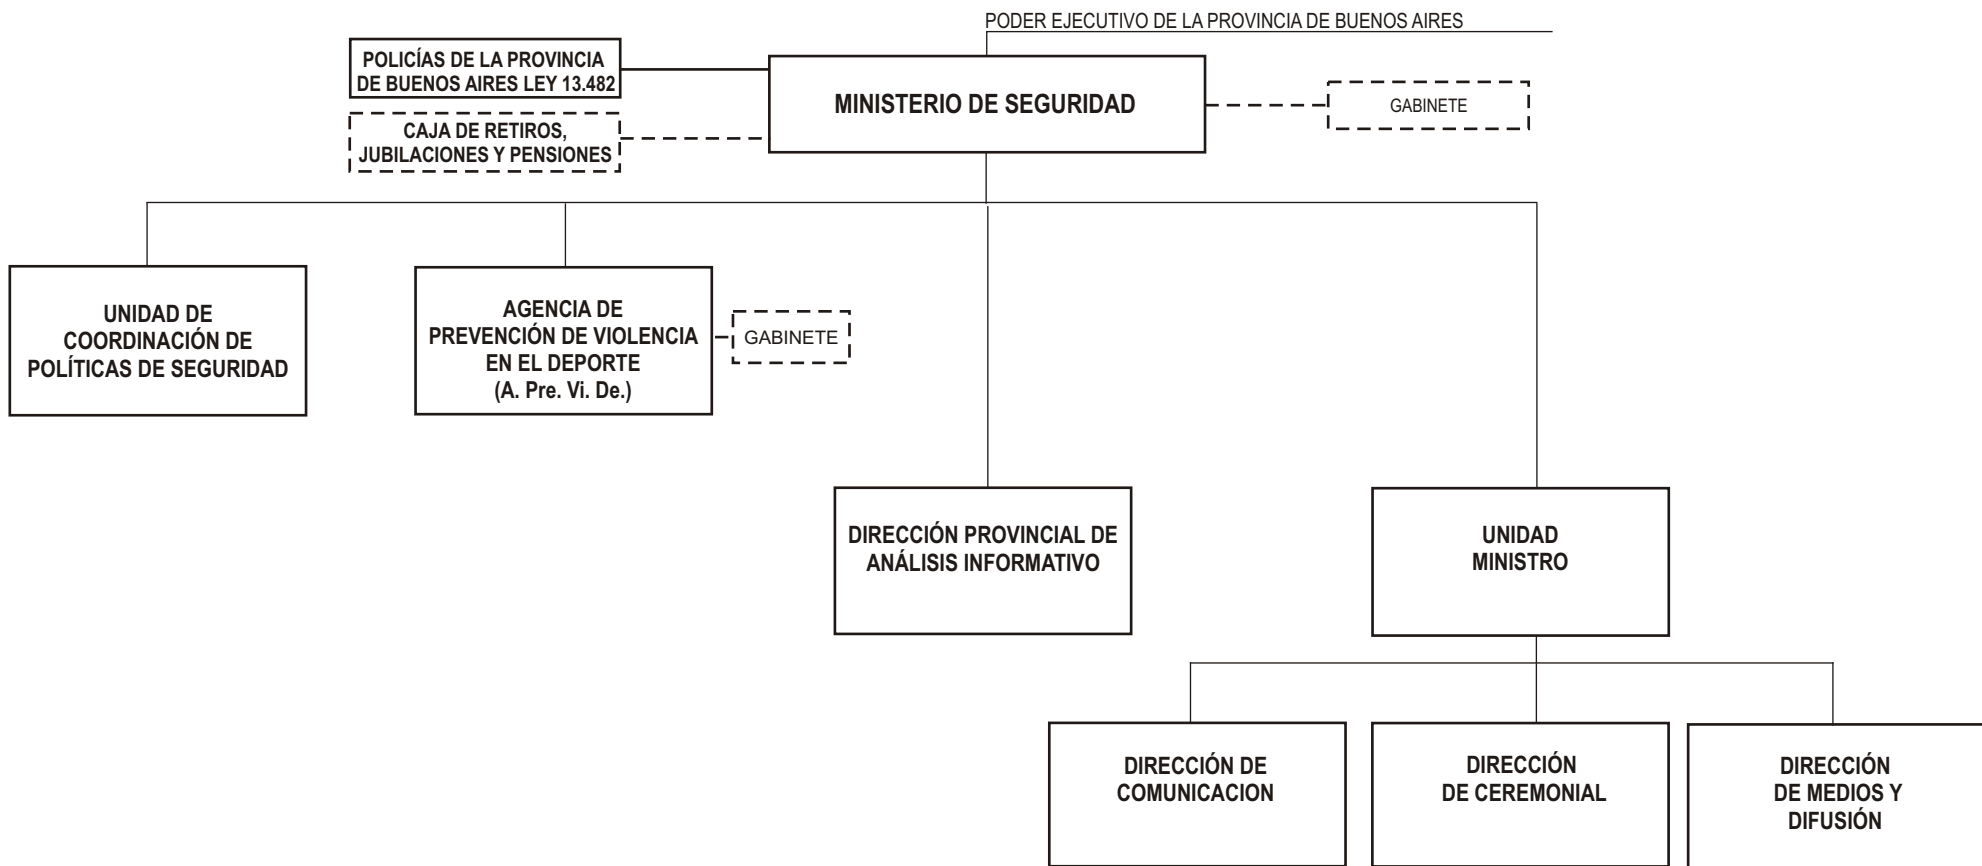 PODER EJECUTIVO DE LA PROVINCIA DE BUENOS AIRES
POLICÍAS DE LA PROVINCIA
DE BUENOS AIRES LEY 13.482
MINISTERIO DE SEGURIDAD
GABINETE
CAJA DE RETIROS,
JUBILACIONES Y PENSIONES
UNIDAD DE
COORDINACIÓN DE
POLÍTICAS DE SEGURIDAD
AGENCIA DE
PREVENCIÓN DE VIOLENCIA
EN EL DEPORTE
(A. Pre. Vi. De.)
GABINETE
DIRECCIÓN PROVINCIAL DE
ANÁLISIS INFORMATIVO
UNIDAD
MINISTRO
DIRECCIÓN DE
COMUNICACION
DIRECCIÓN
DE CEREMONIAL
DIRECCIÓN
DE MEDIOS Y
DIFUSIÓN